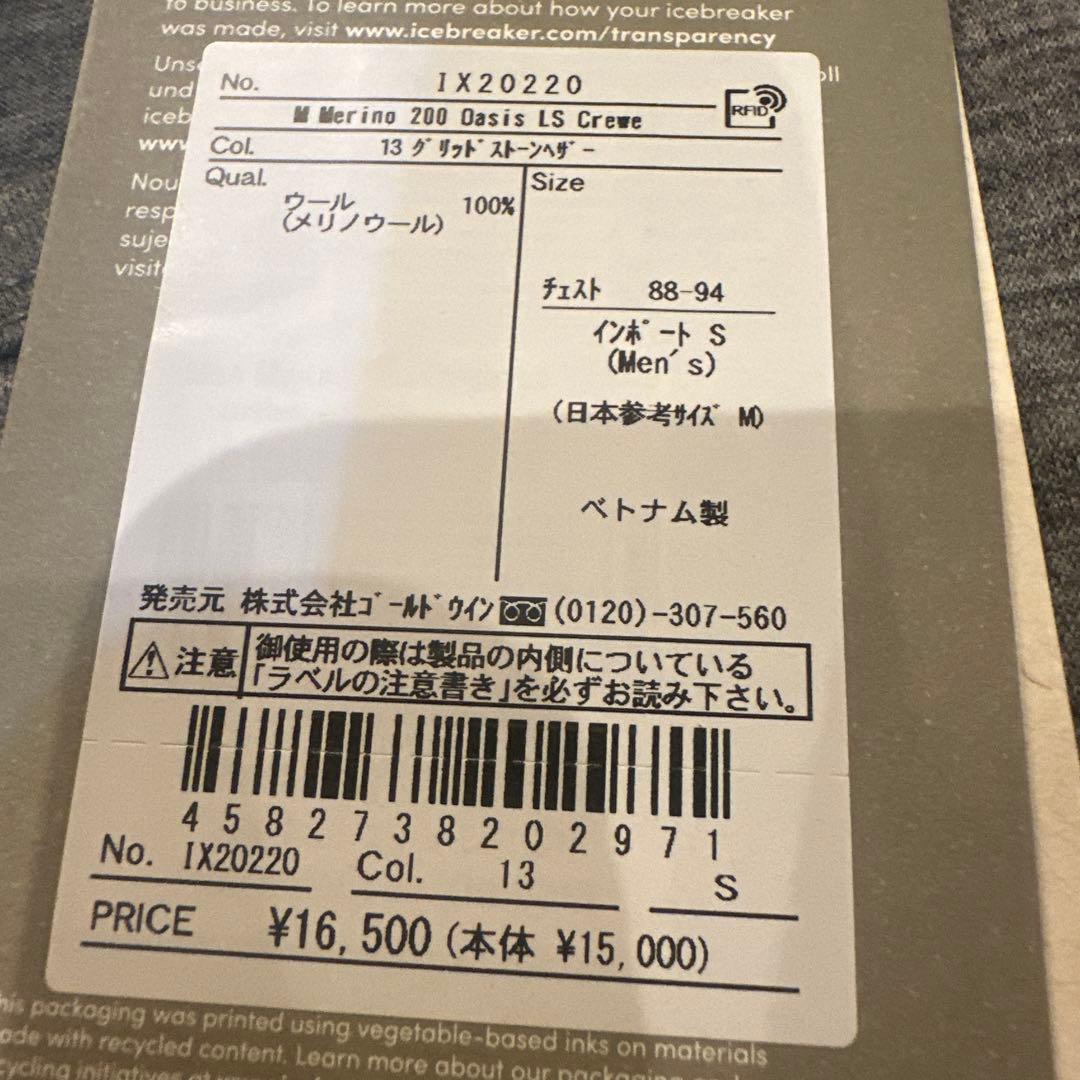 to business. To learn more about how your icebreaker
was made, visit www.icebreaker.com/transparency
No. IX20220
RFID
M Merino 200 Oasis LS Crewe
Col. 13 グリッドストーンヘザー
Qual.
ウール 100%
(メリノウール)
Size
チェスト 88-94
インポート S
(Men's)
(日本参考サイズ M)
ベトナム製
発売元 株式会社ゴールドウイン (0120)-307-560
注意
御使用の際は製品の内側についている
「ラベルの注意書き」を必ずお読み下さい。
4582738202971
No. IX20220 Col. 13 S
PRICE ¥16,500 (本体 ¥15,000)
this packaging was printed using vegetable-based inks on materials
made with recycled content. Learn more about our packaging and